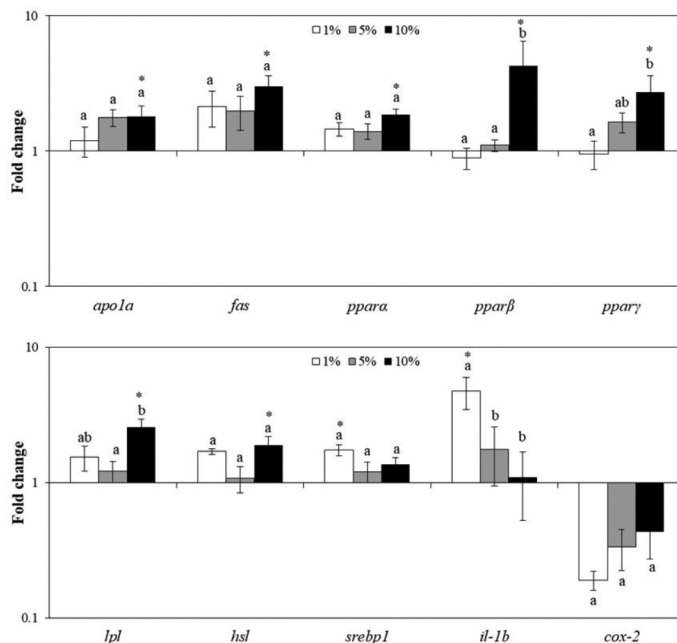 10
1% 5% 10%
*
b
*
*
a
*
b
*
a a
ab
a
a
a a
a
a
a
a
Fold change
1
0.1
apo1a fas pparα pparβ pparγ
10
1% 5% 10%
*
a
*
b
*
*
ab
a
a
a
b
b
a
a
a
a
Fold change
1
a
a
a
0.1
lpl hsl srebp1 il-1b cox-2